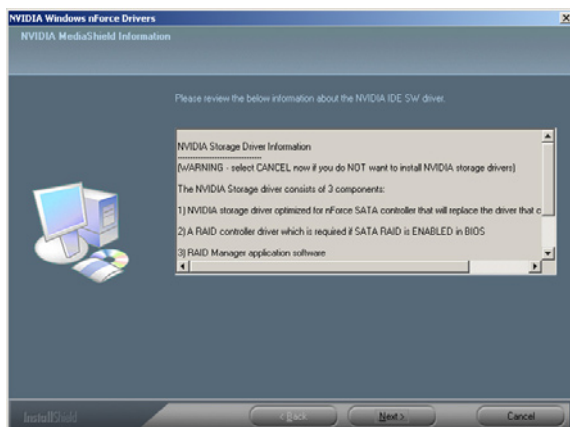 NVIDIA Windows nForce Drivers
NVIDIA MediaShield Information
Please review the below information about the NVIDIA IDE SW driver.
NVIDIA Storage Driver Information
(WARNING - select CANCEL now if you do NOT want to install NVIDIA storage drivers)
The NVIDIA Storage driver consists of 3 components:
1) NVIDIA storage driver optimized for nForce SATA controller that will replace the driver that c
2) A RAID controller driver which is required if SATA RAID is ENABLED in BIOS
3) RAID Manager application software
InstallShield
< Back
Next >
Cancel